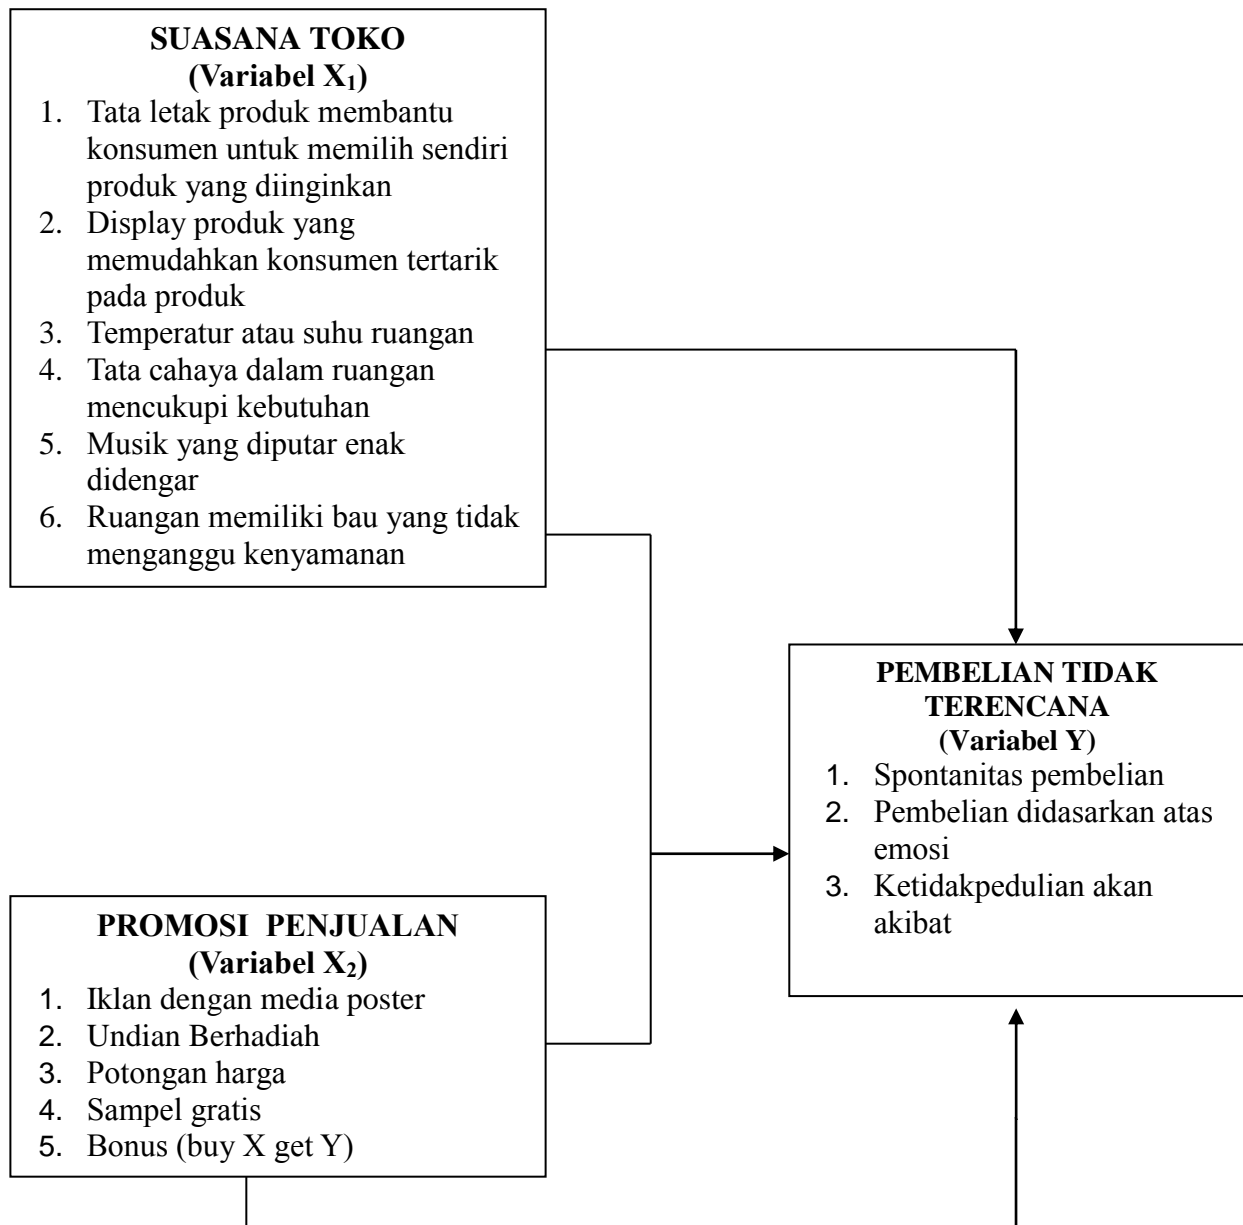 SUASANA TOKO
(Variabel X₁)
1. Tata letak produk membantu
konsumen untuk memilih sendiri
produk yang diinginkan
2. Display produk yang
memudahkan konsumen tertarik
pada produk
3. Temperatur atau suhu ruangan
4. Tata cahaya dalam ruangan
mencukupi kebutuhan
5. Musik yang diputar enak
didengar
6. Ruangan memiliki bau yang tidak
menganggu kenyamanan
PEMBELIAN TIDAK
TERENCANA
(Variabel Y)
1. Spontanitas pembelian
2. Pembelian didasarkan atas
emosi
3. Ketidakpedulian akan
akibat
PROMOSI PENJUALAN
(Variabel X₂)
1. Iklan dengan media poster
2. Undian Berhadiah
3. Potongan harga
4. Sampel gratis
5. Bonus (buy X get Y)